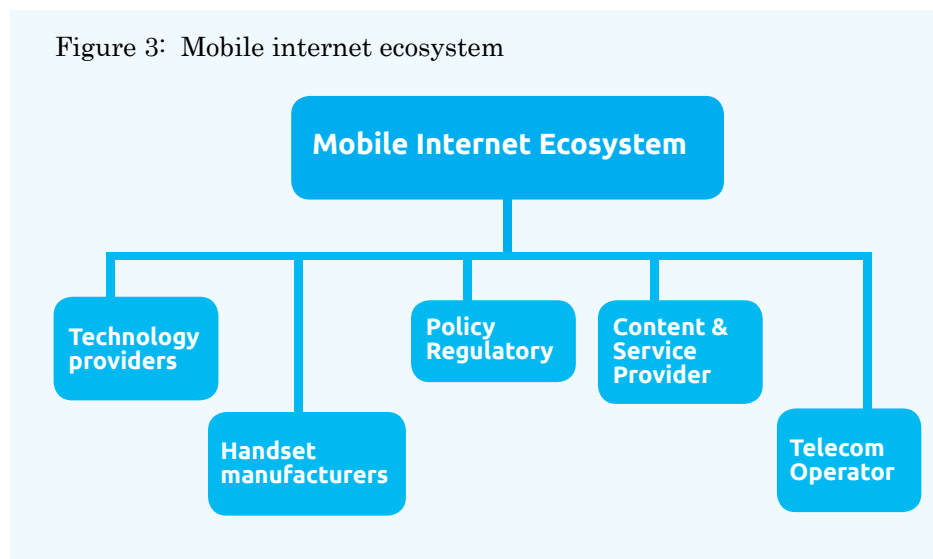 Figure 3: Mobile internet ecosystem
Mobile Internet Ecosystem
Technology
providers
Handset
manufacturers
Policy
Regulatory
Content &
Service
Provider
Telecom
Operator